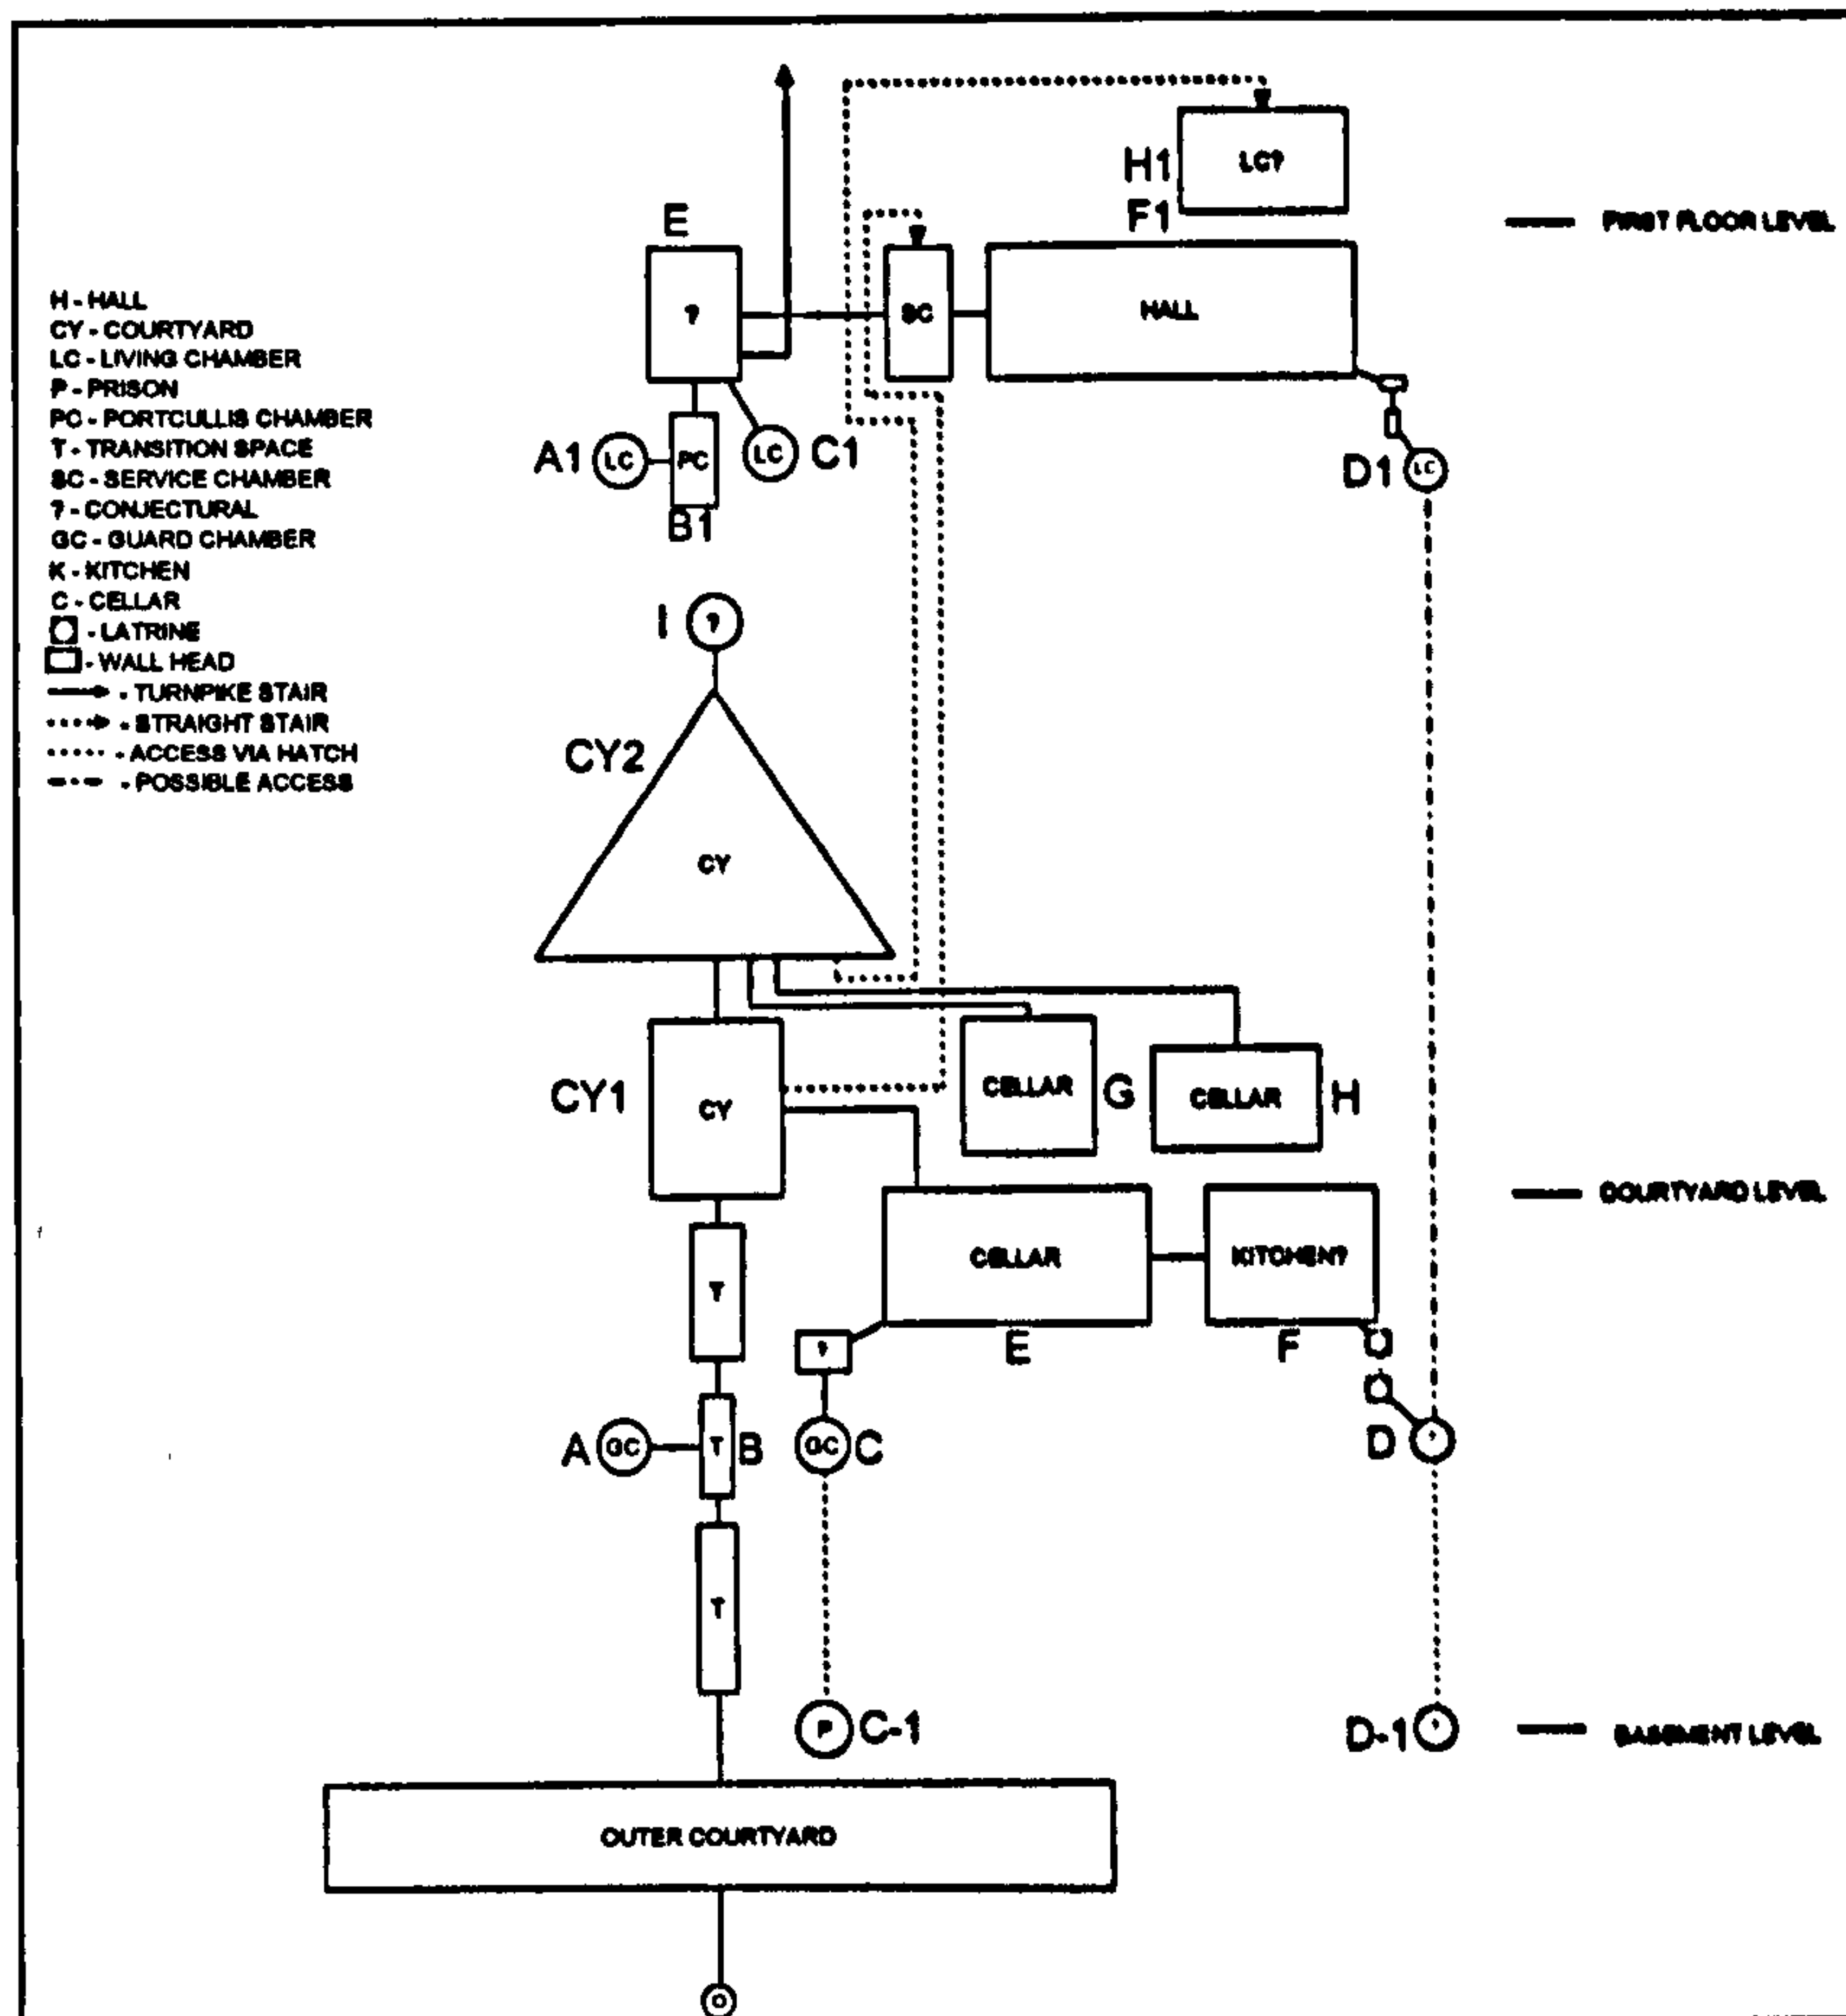 H1
LC?
F1
E
FIRST FLOOR LEVEL
?
SC
HALL
H - HALL
CY - COURTYARD
LC - LIVING CHAMBER
P - PRISON
PC - PORTCULLIS CHAMBER
T - TRANSITION SPACE
SC - SERVICE CHAMBER
? - CONJECTURAL
GC - GUARD CHAMBER
K - KITCHEN
C - CELLAR
- LATRINE
- WALL HEAD
- TURNPIKE STAIR
- STRAIGHT STAIR
- ACCESS VIA HATCH
- POSSIBLE ACCESS
A1 LC PC LC C1
D1 LC
B1
I ?
CY2
CY
CY1 CY
CELLAR G CELLAR H
COURTYARD LEVEL
CELLAR KITCHEN?
T
? E F
A GC T B GC C D ?
T
P C-1 D-1 ? BASEMENT LEVEL
OUTER COURTYARD
O